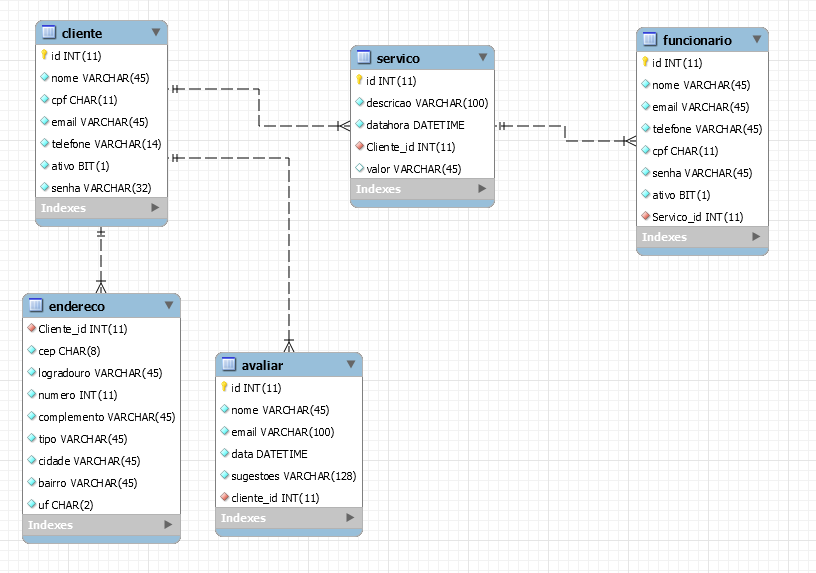 cliente
id INT(11)
nome VARCHAR(45)
cpf CHAR(11)
email VARCHAR(45)
telefone VARCHAR(14)
ativo BIT(1)
senha VARCHAR(32)
Indexes
servico
id INT(11)
descricao VARCHAR(100)
datahora DATETIME
Cliente_id INT(11)
valor VARCHAR(45)
Indexes
funcionario
id INT(11)
nome VARCHAR(45)
email VARCHAR(45)
telefone VARCHAR(45)
cpf CHAR(11)
senha VARCHAR(45)
ativo BIT(1)
Servico_id INT(11)
Indexes
endereco
Cliente_id INT(11)
cep CHAR(8)
logradouro VARCHAR(45)
numero INT(11)
complemento VARCHAR(45)
tipo VARCHAR(45)
cidade VARCHAR(45)
bairro VARCHAR(45)
uf CHAR(2)
Indexes
avaliar
id INT(11)
nome VARCHAR(45)
email VARCHAR(100)
data DATETIME
sugestoes VARCHAR(128)
cliente_id INT(11)
Indexes